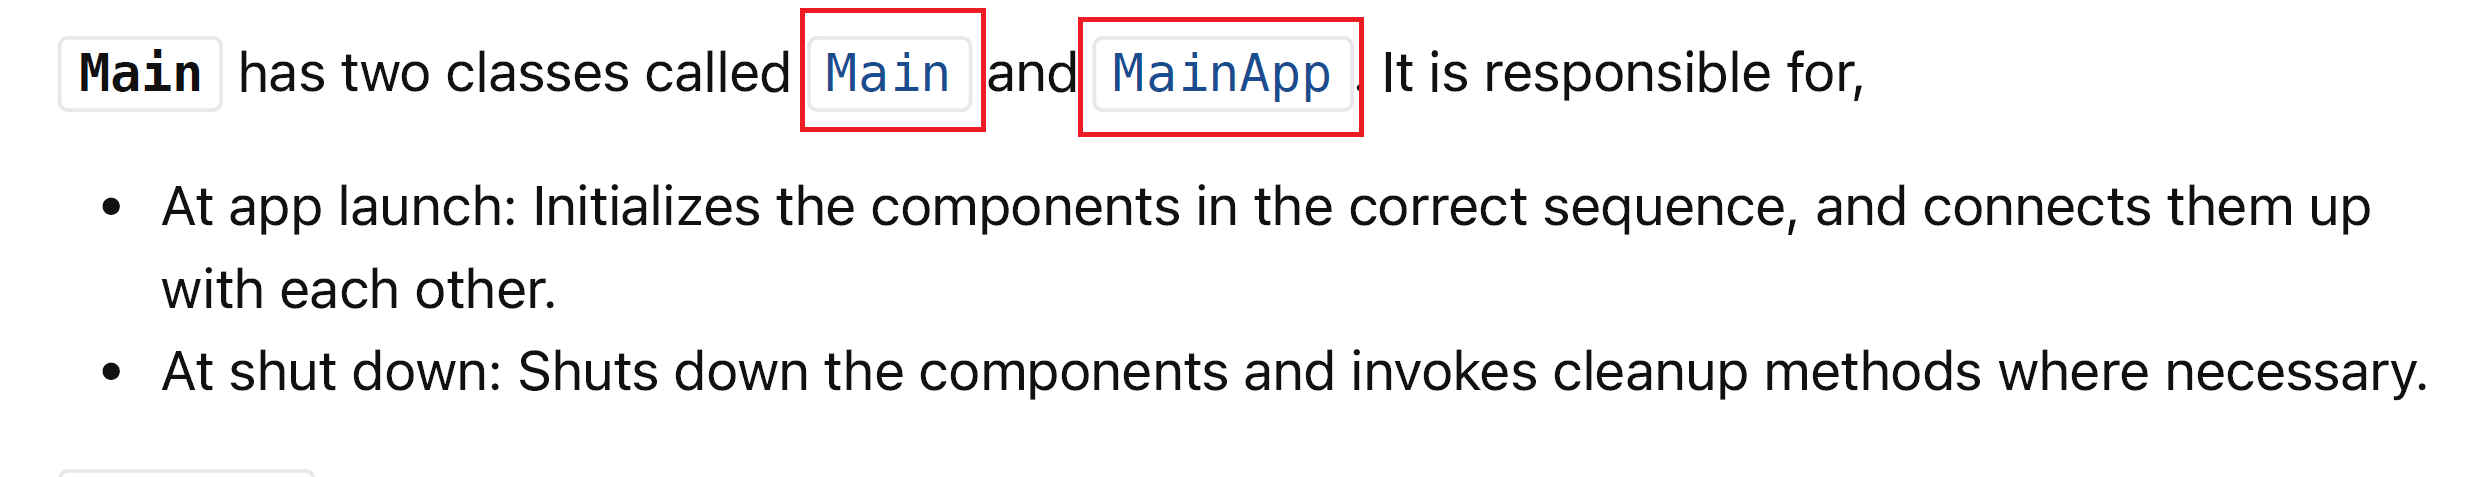 Main has two classes called Main and MainApp. It is responsible for,
• At app launch: Initializes the components in the correct sequence, and connects them up
with each other.
• At shut down: Shuts down the components and invokes cleanup methods where necessary.